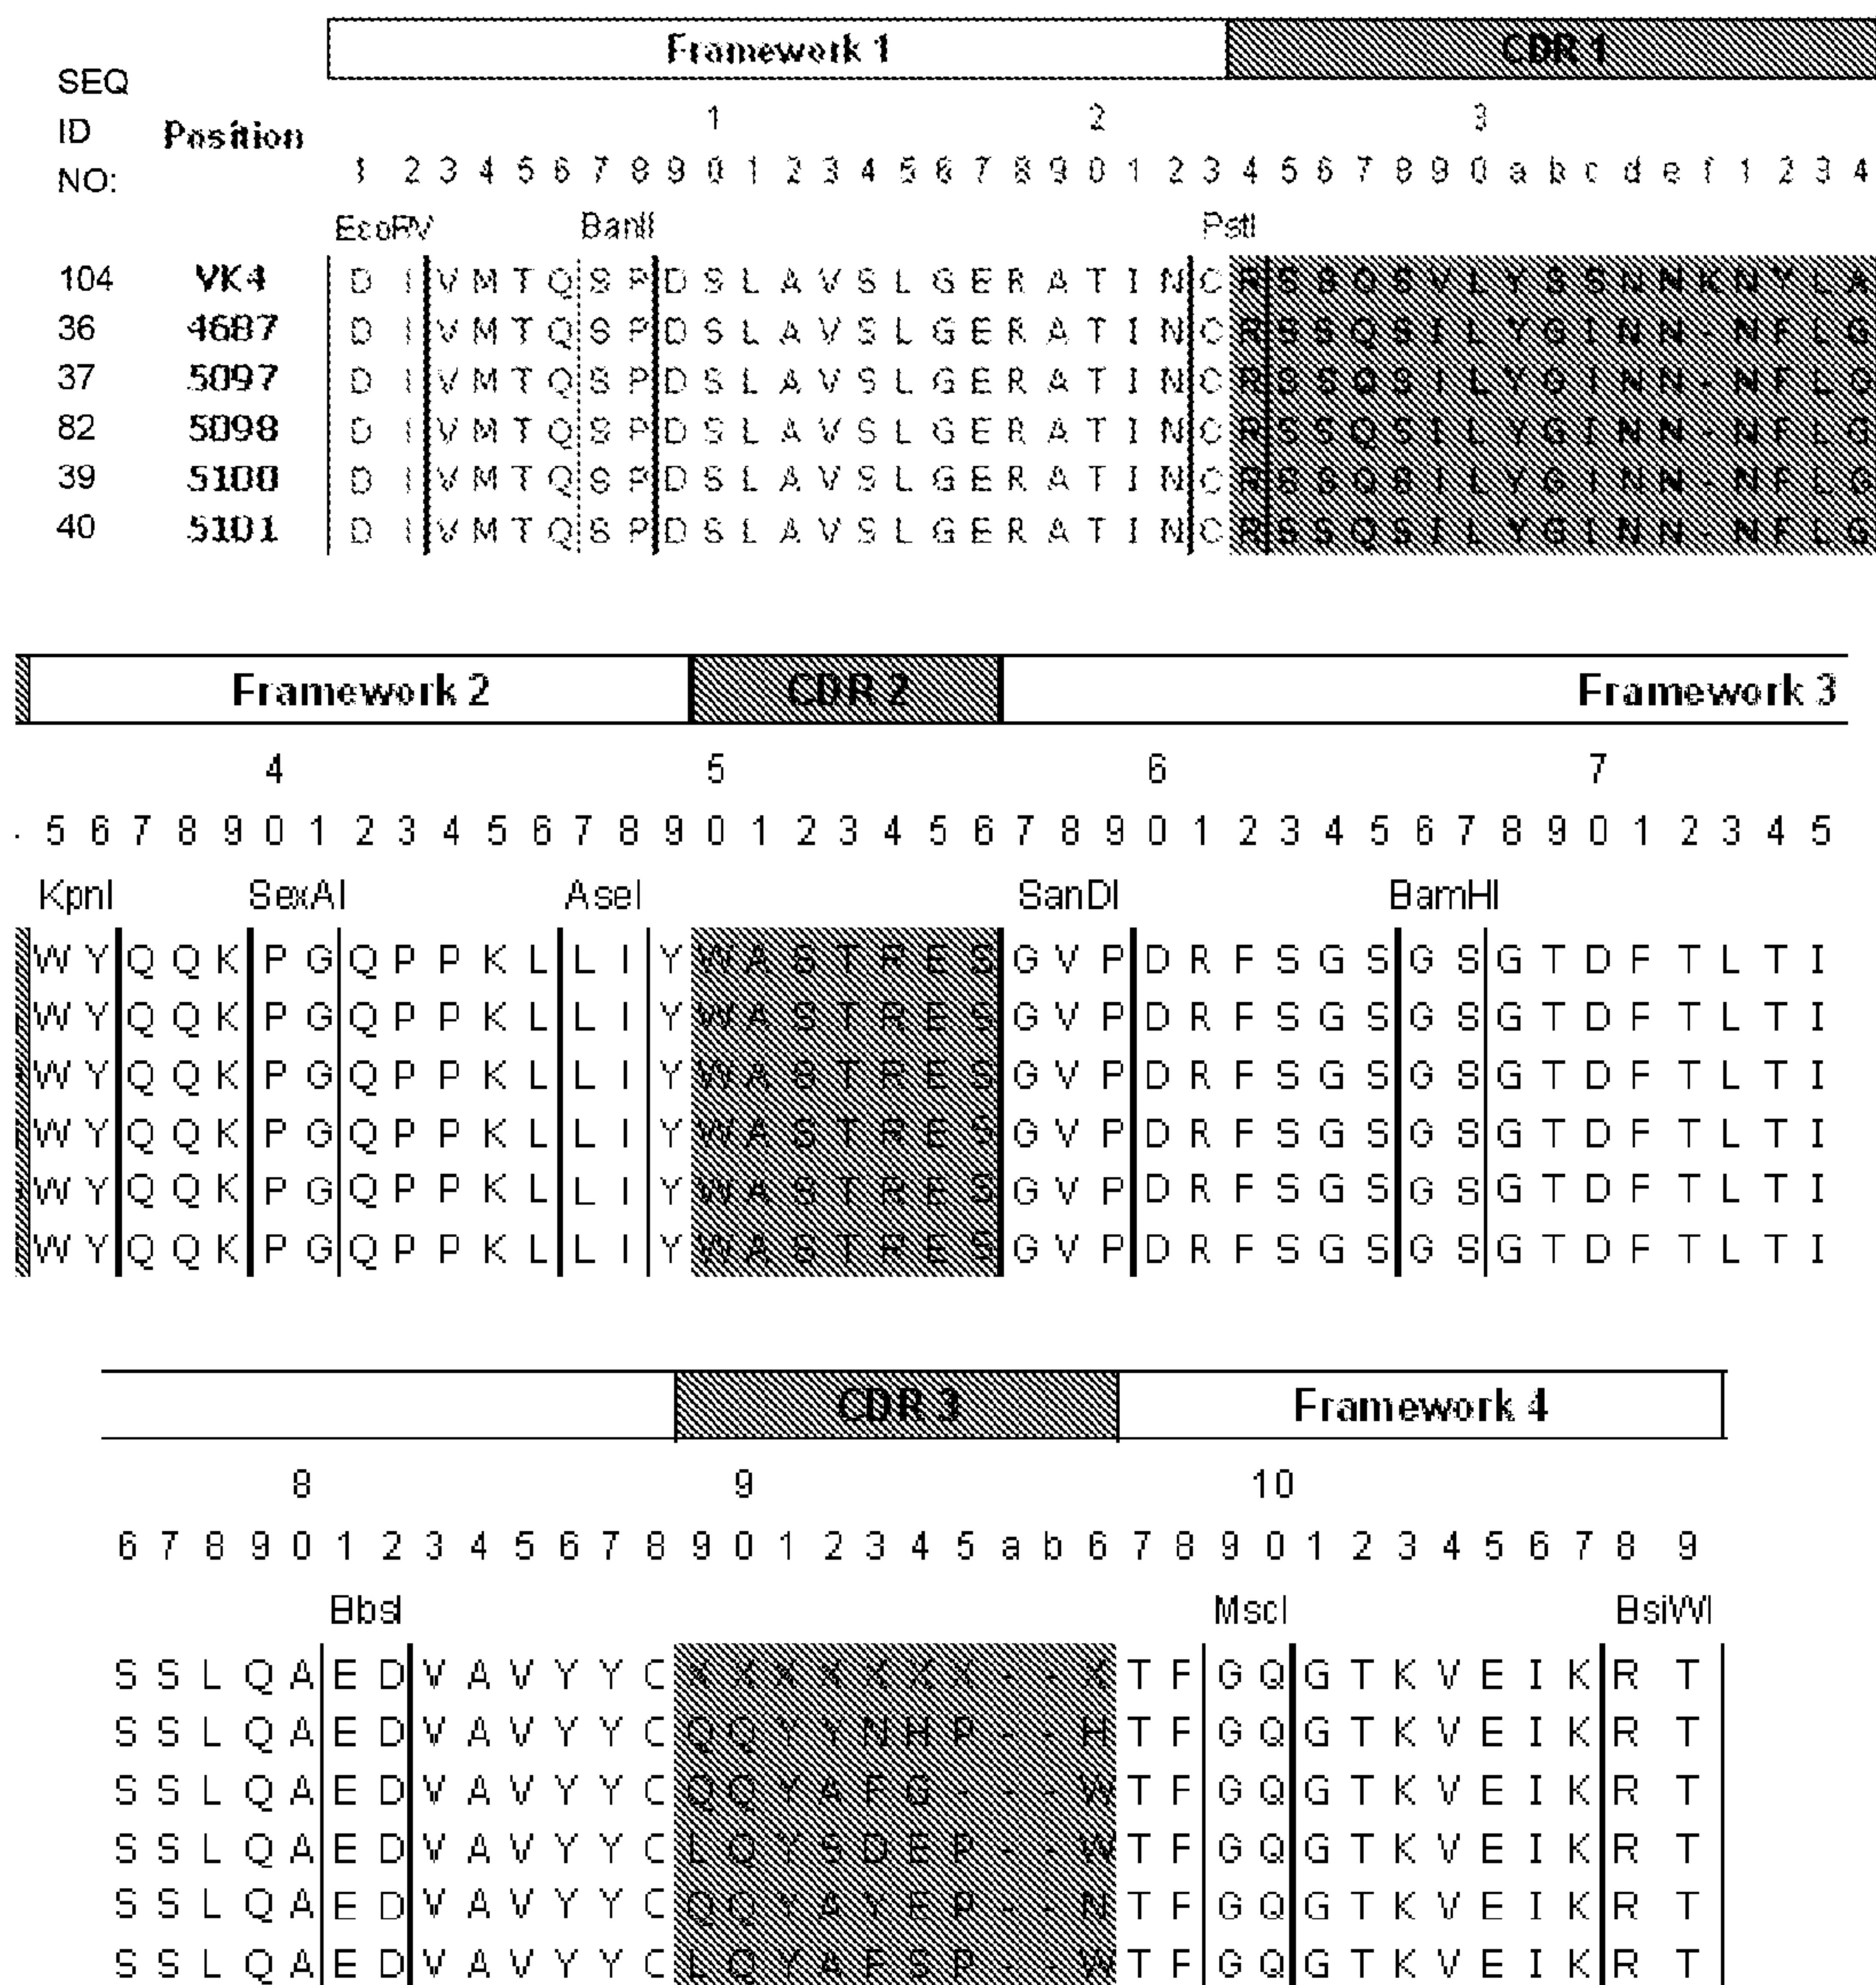 Framework 1 CDR 1
SEQ
ID Position
NO:
1 2 3
1 2 3 4 5 6 7 8 9 0 1 2 3 4 5 6 7 8 9 0 1 2 3 4 5 6 7 8 9 0 a b c d e f 1 2 3 4
EcoRV BanII PstI
104 VK4 D I V M T Q S P D S L A V S L G E R A T I N C R S S Q S V L Y S S N N K N Y L A
36 4687 D I V M T Q S P D S L A V S L G E R A T I N C R S S Q S I L Y G I N N - N F L G
37 5097 D I V M T Q S P D S L A V S L G E R A T I N C R S S Q S I L Y G I N N - N F L G
82 5098 D I V M T Q S P D S L A V S L G E R A T I N C R S S Q S I L Y G I N N - N F L G
39 5100 D I V M T Q S P D S L A V S L G E R A T I N C R S S Q S I L Y G I N N - N F L G
40 5101 D I V M T Q S P D S L A V S L G E R A T I N C R S S Q S I L Y G I N N - N F L G
Framework 2 CDR 2 Framework 3
4 5 6 7
5 6 7 8 9 0 1 2 3 4 5 6 7 8 9 0 1 2 3 4 5 6 7 8 9 0 1 2 3 4 5 6 7 8 9 0 1 2 3 4 5
KpnI SexAI AseI SanDI BamHI
W Y Q Q K P G Q P P K L L I Y W A S T R E S G V P D R F S G S G S G T D F T L T I
W Y Q Q K P G Q P P K L L I Y W A S T R E S G V P D R F S G S G S G T D F T L T I
W Y Q Q K P G Q P P K L L I Y W A S T R E S G V P D R F S G S G S G T D F T L T I
W Y Q Q K P G Q P P K L L I Y W A S T R E S G V P D R F S G S G S G T D F T L T I
W Y Q Q K P G Q P P K L L I Y W A S T R E S G V P D R F S G S G S G T D F T L T I
W Y Q Q K P G Q P P K L L I Y W A S T R E S G V P D R F S G S G S G T D F T L T I
CDR 3 Framework 4
8 9 10
6 7 8 9 0 1 2 3 4 5 6 7 8 9 0 1 2 3 4 5 a b 6 7 8 9 0 1 2 3 4 5 6 7 8 9
BbsI MscI BsiWI
S S L Q A E D V A V Y Y C X X X X X X X - - X T F G Q G T K V E I K R T
S S L Q A E D V A V Y Y C Q Q Y Y N H P - - H T F G Q G T K V E I K R T
S S L Q A E D V A V Y Y C Q Q Y A F G - - - W T F G Q G T K V E I K R T
S S L Q A E D V A V Y Y C L Q Y S D E P - - W T F G Q G T K V E I K R T
S S L Q A E D V A V Y Y C Q Q Y A Y E P - - N T F G Q G T K V E I K R T
S S L Q A E D V A V Y Y C L Q Y A F S P - - W T F G Q G T K V E I K R T